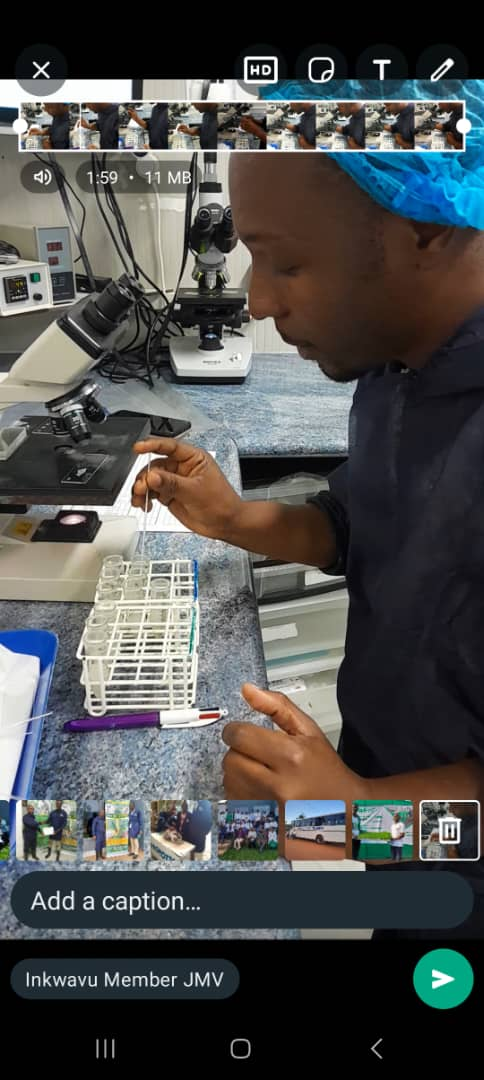 HD
T
1:59 • 11 MB
Add a caption...
Inkwavu Member JMV